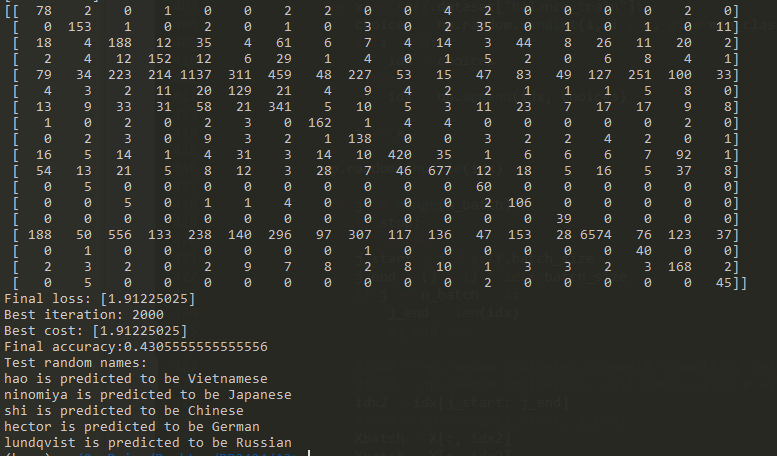 [[ 78 2 0 1 0 0 2 2 0 0 0 2 0 0 0 0 2 0]
[ 0 153 1 0 2 0 1 0 3 0 2 35 0 1 0 1 0 11]
[ 18 4 188 12 35 4 61 6 7 4 14 3 44 8 26 11 20 2]
[ 2 4 12 152 12 6 29 1 4 0 1 5 2 0 6 8 4 1]
[ 79 34 223 214 1137 311 459 48 227 53 15 47 83 49 127 251 100 33]
[ 4 3 2 11 20 129 21 4 9 4 2 2 1 1 1 5 8 0]
[ 13 9 33 31 58 21 341 5 10 5 3 11 23 7 17 17 9 8]
[ 1 0 2 0 2 3 0 162 1 4 4 0 0 0 0 0 2 0]
[ 0 2 3 0 9 3 2 1 138 0 0 3 2 2 4 2 0 1]
[ 16 5 14 1 4 31 3 14 10 420 35 1 6 6 6 7 92 1]
[ 54 13 21 5 8 12 3 28 7 46 677 12 18 5 16 5 37 8]
[ 0 5 0 0 0 0 0 0 0 0 0 60 0 0 0 0 0 0]
[ 0 0 5 0 1 1 4 0 0 0 0 2 106 0 0 0 0 0]
[ 0 0 0 0 0 0 0 0 0 0 0 0 0 39 0 0 0 0]
[ 188 50 556 133 238 140 296 97 307 117 136 47 153 28 6574 76 123 37]
[ 0 1 0 0 0 0 0 0 1 0 0 0 0 0 0 40 0 0]
[ 2 3 2 0 2 9 7 8 2 8 10 1 3 3 2 3 168 2]
[ 0 5 0 0 0 0 0 0 0 0 0 2 0 0 0 0 0 45]]
Final loss: [1.91225025]
Best iteration: 2000
Best cost: [1.91225025]
Final accuracy:0.4305555555555556
Test random names:
hao is predicted to be Vietnamese
ninomiya is predicted to be Japanese
shi is predicted to be Chinese
hector is predicted to be German
lundqvist is predicted to be Russian